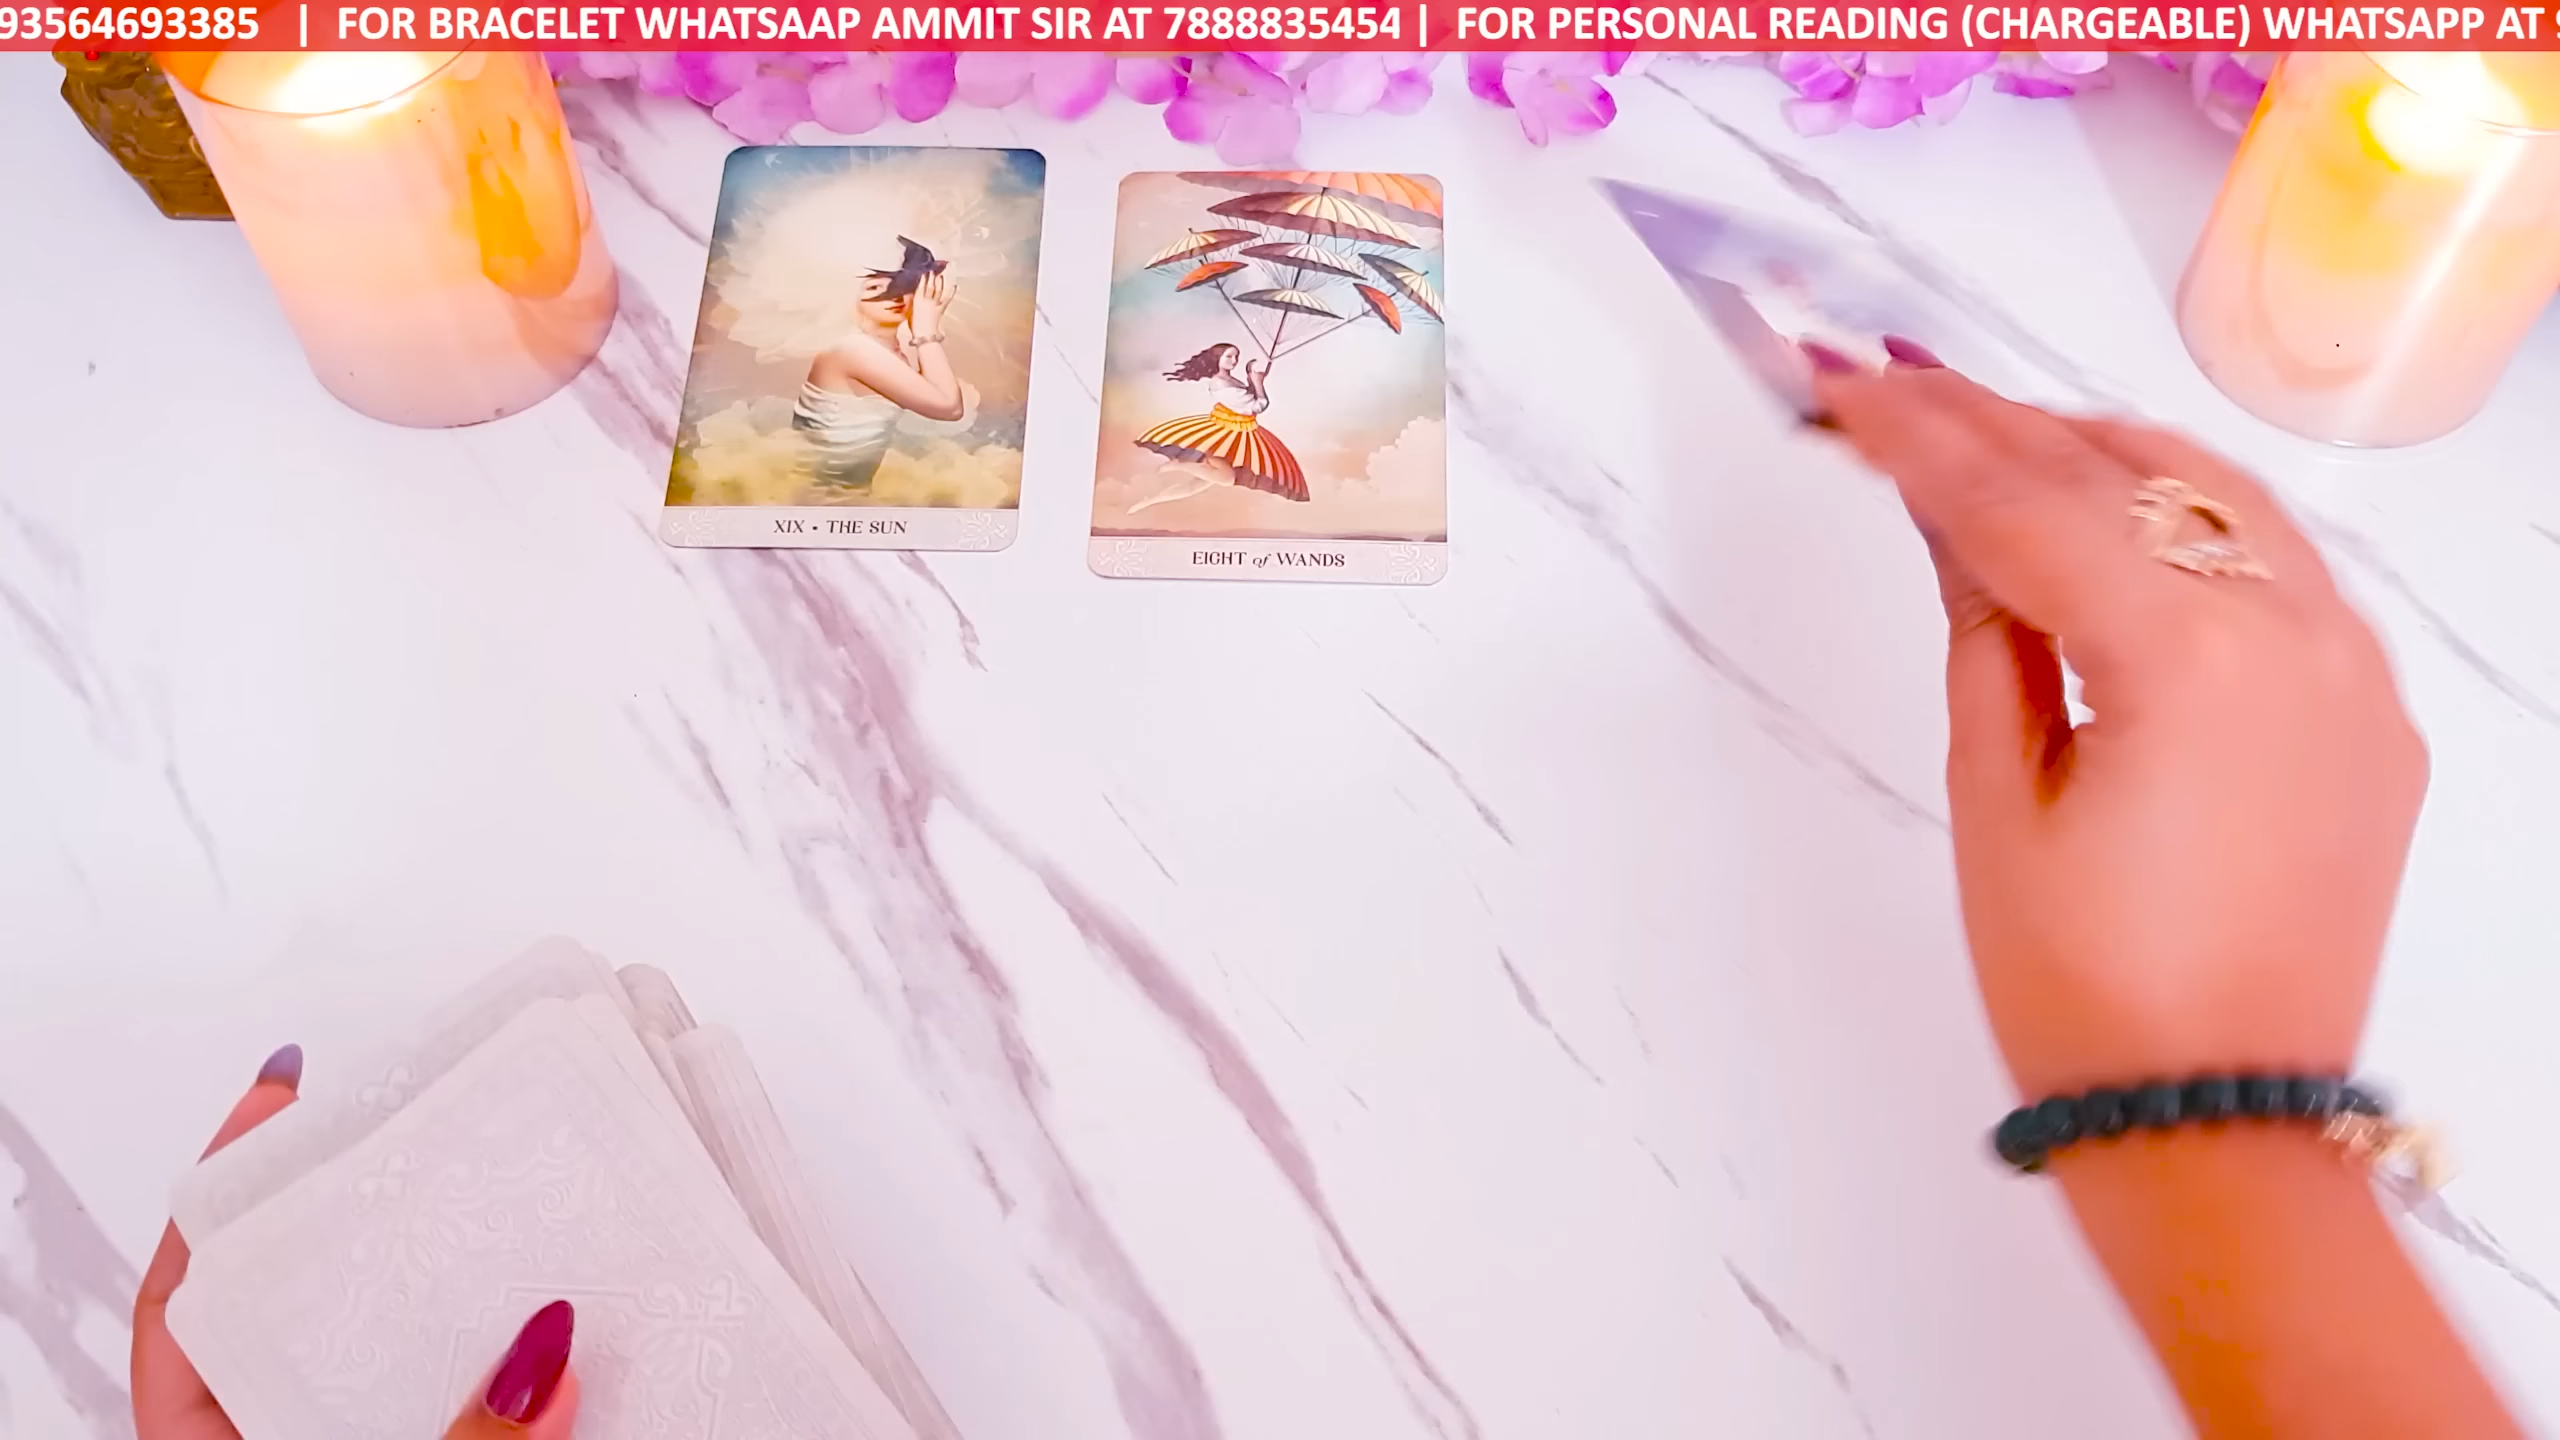 93564693385 | FOR BRACELET WHATSAAP AMMIT SIR AT 7888835454 | FOR PERSONAL READING (CHARGEABLE) WHATSAPP AT
XIX • THE SUN
EIGHT of WANDS